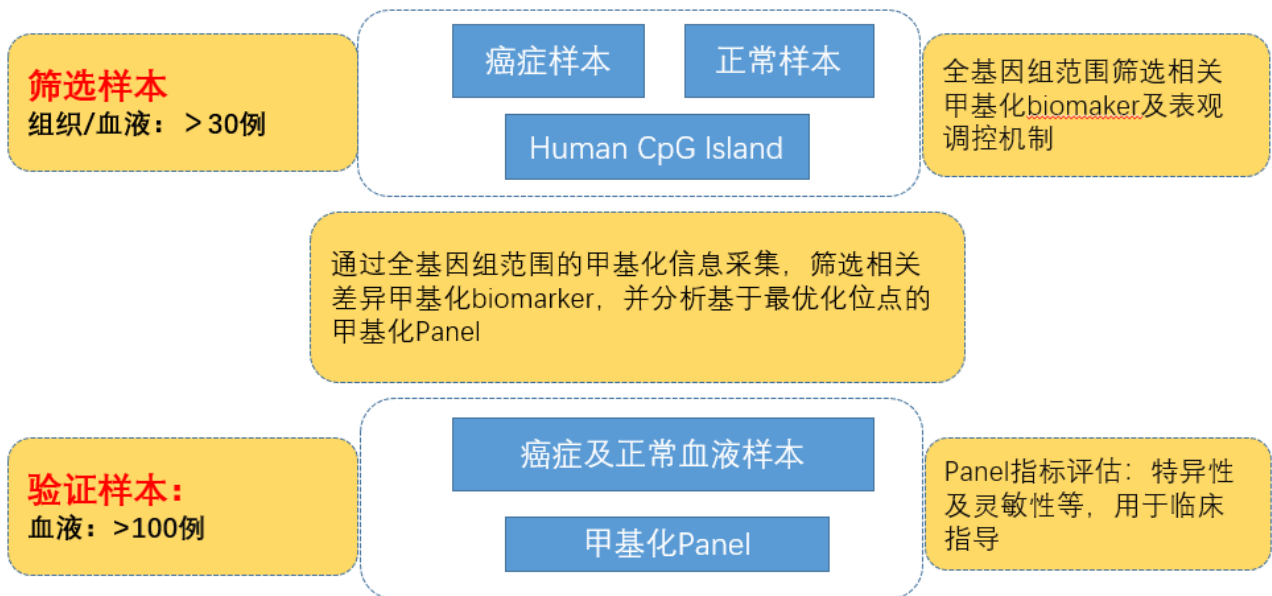 筛选样本
组织/血液：＞30例
癌症样本
正常样本
Human CpG Island
全基因组范围筛选相关
甲基化biomaker及表观
调控机制
通过全基因组范围的甲基化信息采集，筛选相关
差异甲基化biomarker，并分析基于最优化位点的
甲基化Panel
验证样本：
血液：>100例
癌症及正常血液样本
甲基化Panel
Panel指标评估：特异性
及灵敏性等，用于临床
指导